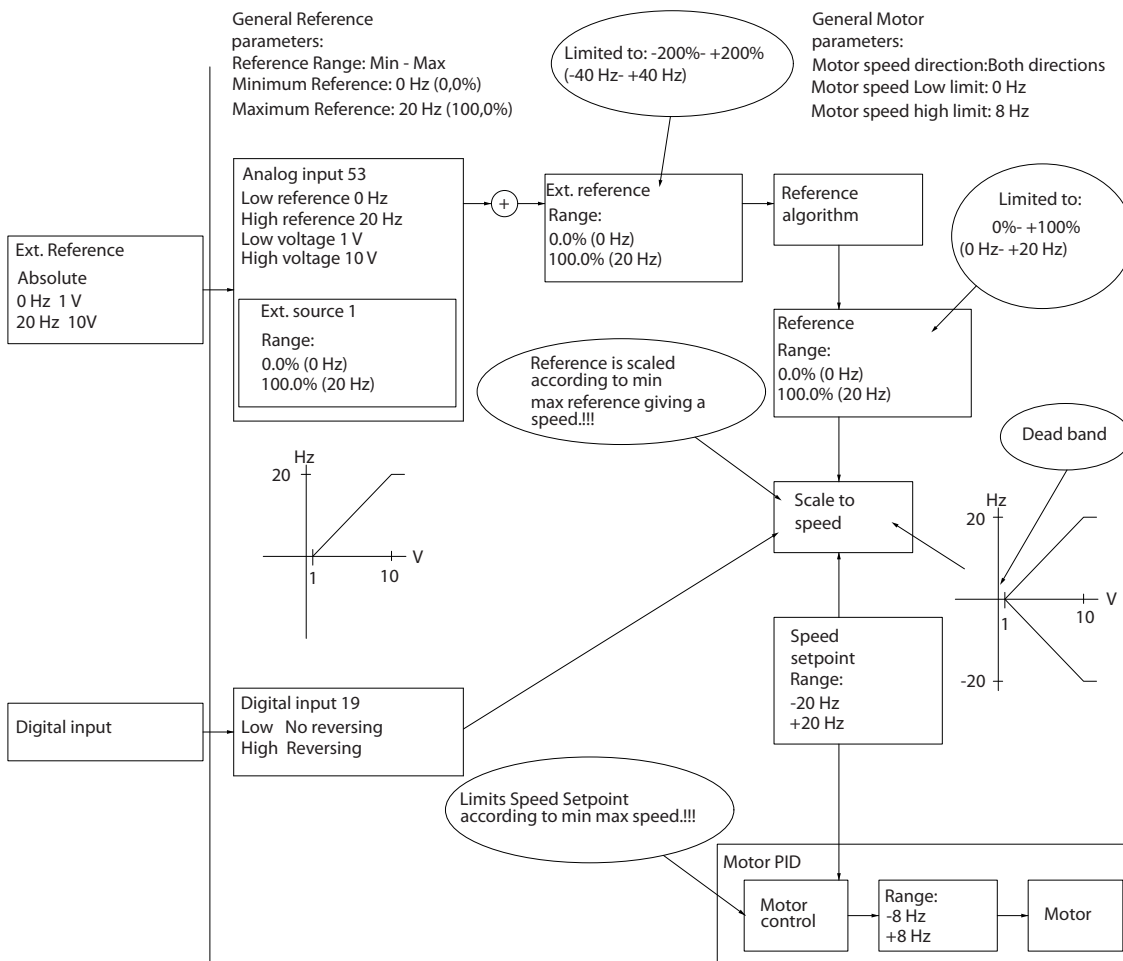 General Reference
parameters:
Reference Range: Min - Max
Minimum Reference: 0 Hz (0,0%)
Maximum Reference: 20 Hz (100,0%)
Limited to: -200%- +200%
(-40 Hz- +40 Hz)
General Motor
parameters:
Motor speed direction:Both directions
Motor speed Low limit: 0 Hz
Motor speed high limit: 8 Hz
Ext. Reference
Absolute
0 Hz 1 V
20 Hz 10V
Analog input 53
Low reference 0 Hz
High reference 20 Hz
Low voltage 1 V
High voltage 10 V
Ext. source 1
Range:
0.0% (0 Hz)
100.0% (20 Hz)
+
Ext. reference
Range:
0.0% (0 Hz)
100.0% (20 Hz)
Reference
algorithm
Limited to:
0%- +100%
(0 Hz- +20 Hz)
Reference
Range:
0.0% (0 Hz)
100.0% (20 Hz)
Reference is scaled
according to min
max reference giving a
speed.!!!
Dead band
Hz
20
V
1
10
Scale to
speed
Hz
20
V
1
10
-20
Speed
setpoint
Range:
-20 Hz
+20 Hz
Digital input
Digital input 19
Low No reversing
High Reversing
Limits Speed Setpoint
according to min max speed.!!!
Motor PID
Motor
control
Range:
-8 Hz
+8 Hz
Motor